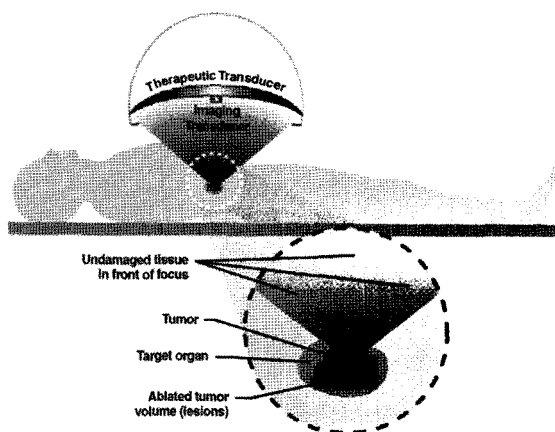 Therapeutic Transducer
Imaging
Transducer
Undamaged tissue
in front of focus
Tumor
Target organ
Ablated tumor
volume (lesions)